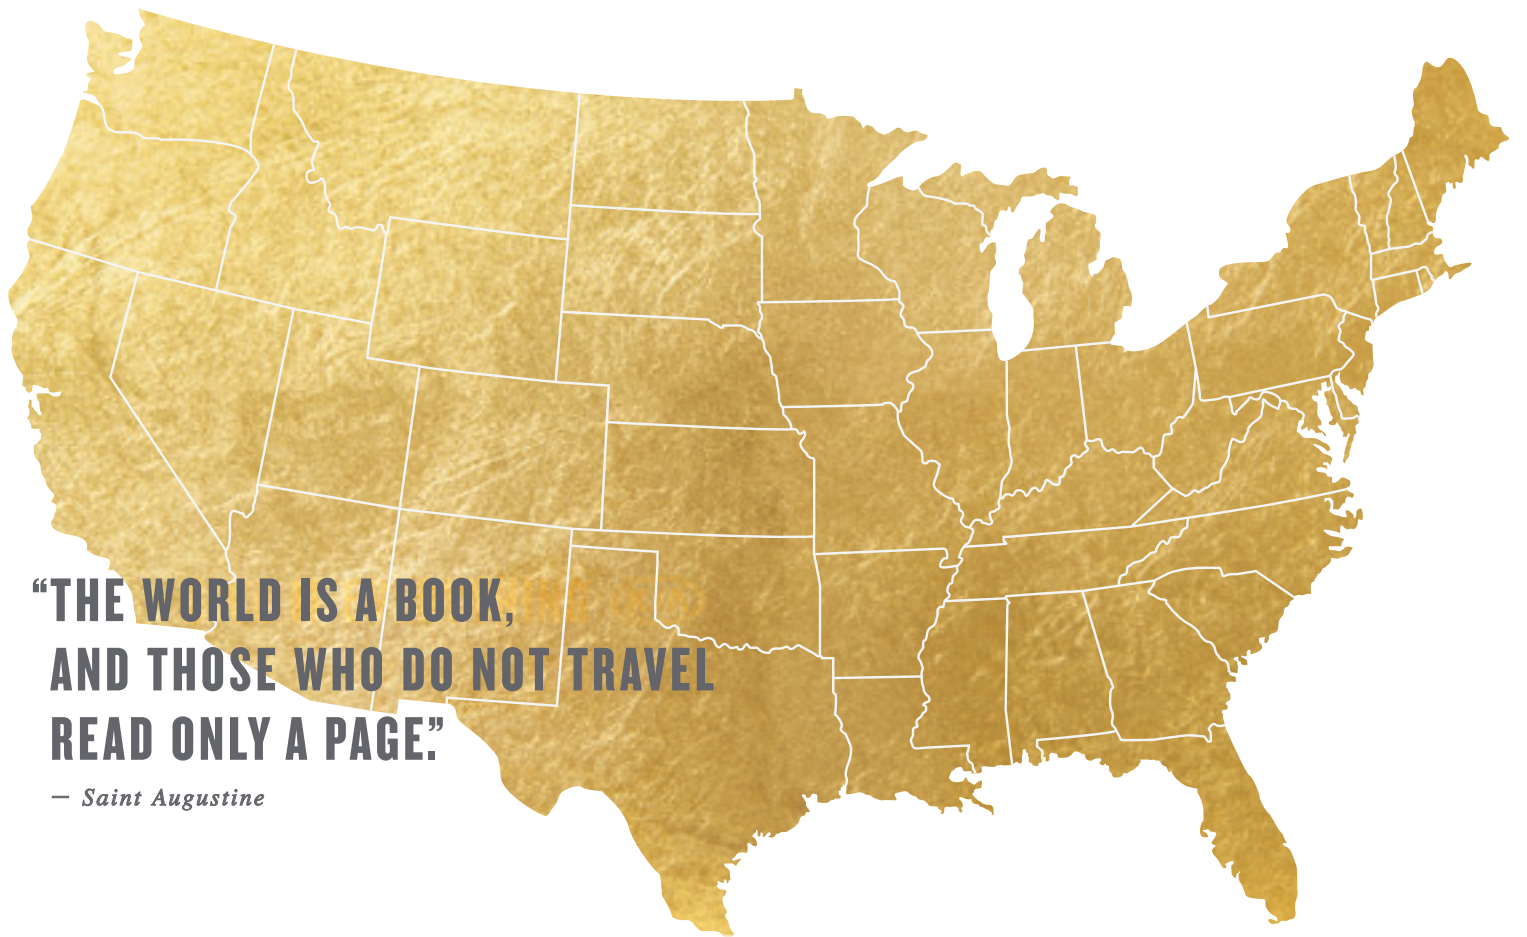 “THE WORLD IS A BOOK,
AND THOSE WHO DO NOT TRAVEL
READ ONLY A PAGE.”
— Saint Augustine